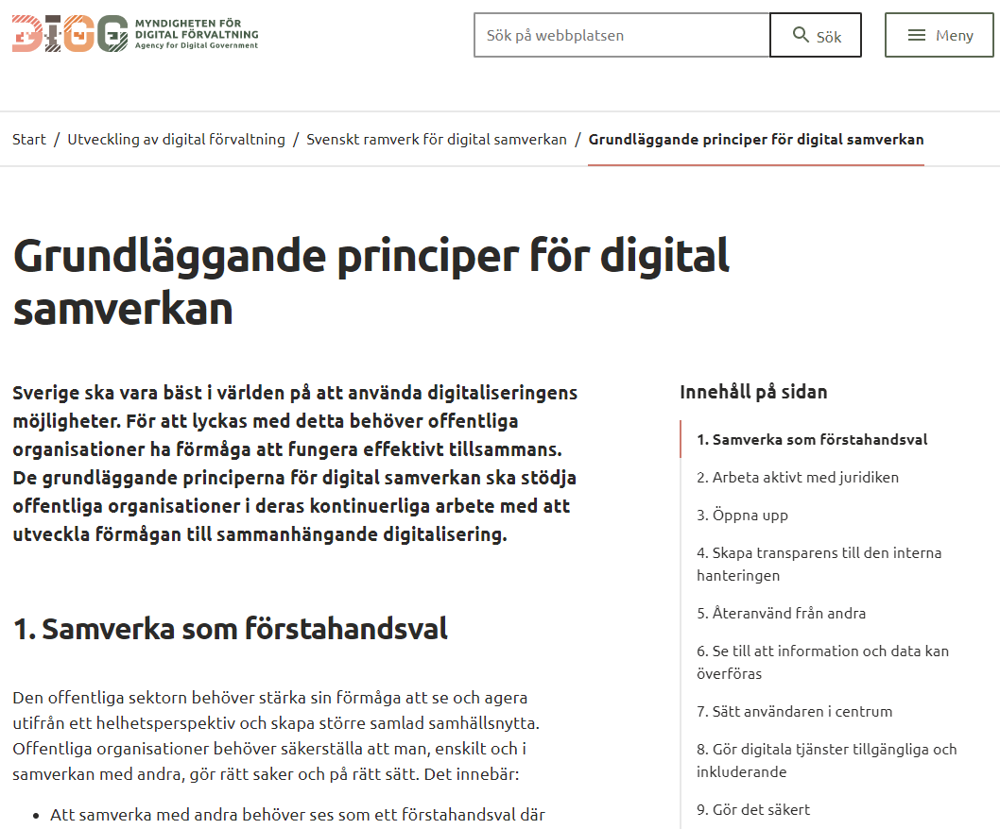 DIGG
MYNDIGHETEN FÖR
DIGITAL FÖRVALTNING
Agency for Digital Government
Sök på webbplatsen
Sök
Meny
Start / Utveckling av digital förvaltning / Svenskt ramverk för digital samverkan / Grundläggande principer för digital samverkan
Grundläggande principer för digital
samverkan
Sverige ska vara bäst i världen på att använda digitaliseringens
möjligheter. För att lyckas med detta behöver offentliga
organisationer ha förmåga att fungera effektivt tillsammans.
De grundläggande principerna för digital samverkan ska stödja
offentliga organisationer i deras kontinuerliga arbete med att
utveckla förmågan till sammanhängande digitalisering.
1. Samverka som förstahandsval
Den offentliga sektorn behöver stärka sin förmåga att se och agera
utifrån ett helhetsperspektiv och skapa större samlad samhällsnytta.
Offentliga organisationer behöver säkerställa att man, enskilt och i
samverkan med andra, gör rätt saker och på rätt sätt. Det innebär:
• Att samverka med andra behöver ses som ett förstahandsval där
Innehåll på sidan
1. Samverka som förstahandsval
2. Arbeta aktivt med juridiken
3. Öppna upp
4. Skapa transparens till den interna
hanteringen
5. Återanvänd från andra
6. Se till att information och data kan
överföras
7. Sätt användaren i centrum
8. Gör digitala tjänster tillgängliga och
inkluderande
9. Gör det säkert